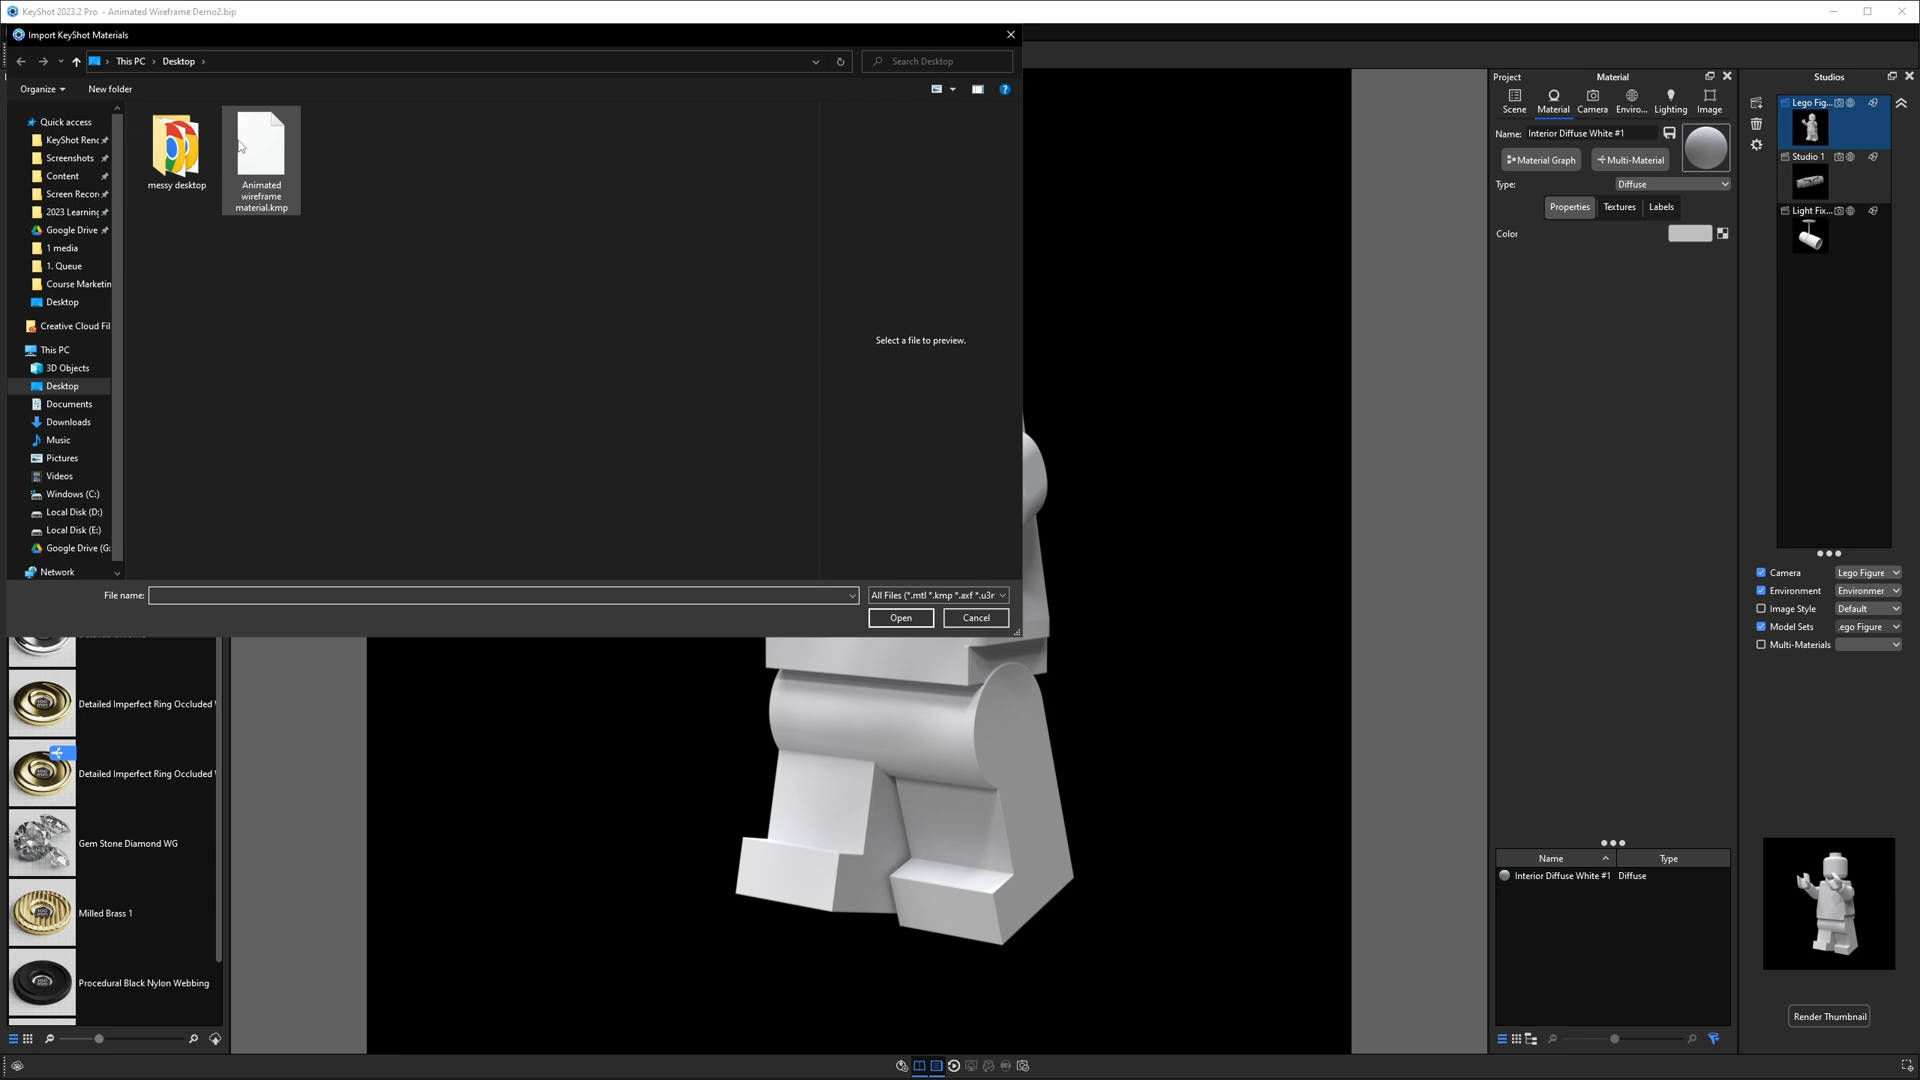 KeyShot 2023.2 Pro  - Animated Wireframe Demo2.bip
Import KeyShot Materials
This PC
Desktop
Search Desktop
Organize
New folder
Quick access
KeyShot Renc
Screenshots
Content
Screen Recor
2023 Learning
Google Drive
1 media
1. Queue
Course Marketin
Desktop
Creative Cloud Fil
This PC
3D Objects
Desktop
Documents
Downloads
Music
Pictures
Videos
Windows (C:)
Local Disk (D:)
Local Disk (E:)
Google Drive (G:
Network
messy desktop
Animated
wireframe
material.kmp
Select a file to preview.
File name:
All Files (*.mtl *.kmp *.axf *.u3r
Open
Cancel
Detailed Imperfect Ring Occluded
Detailed Imperfect Ring Occluded
Gem Stone Diamond WG
Milled Brass 1
Procedural Black Nylon Webbing
Project
Material
Scene
Material
Camera
Enviro...
Lighting
Image
Name:
Interior Diffuse White #1
Material Graph
Multi-Material
Type:
Diffuse
Properties
Textures
Labels
Color
Name
Type
Interior Diffuse White #1
Diffuse
Studios
Lego Fig...
Studio 1
Light Fix...
Camera
Lego Figure
Environment
Environmer
Image Style
Default
Model Sets
.ego Figure
Multi-Materials
Render Thumbnail